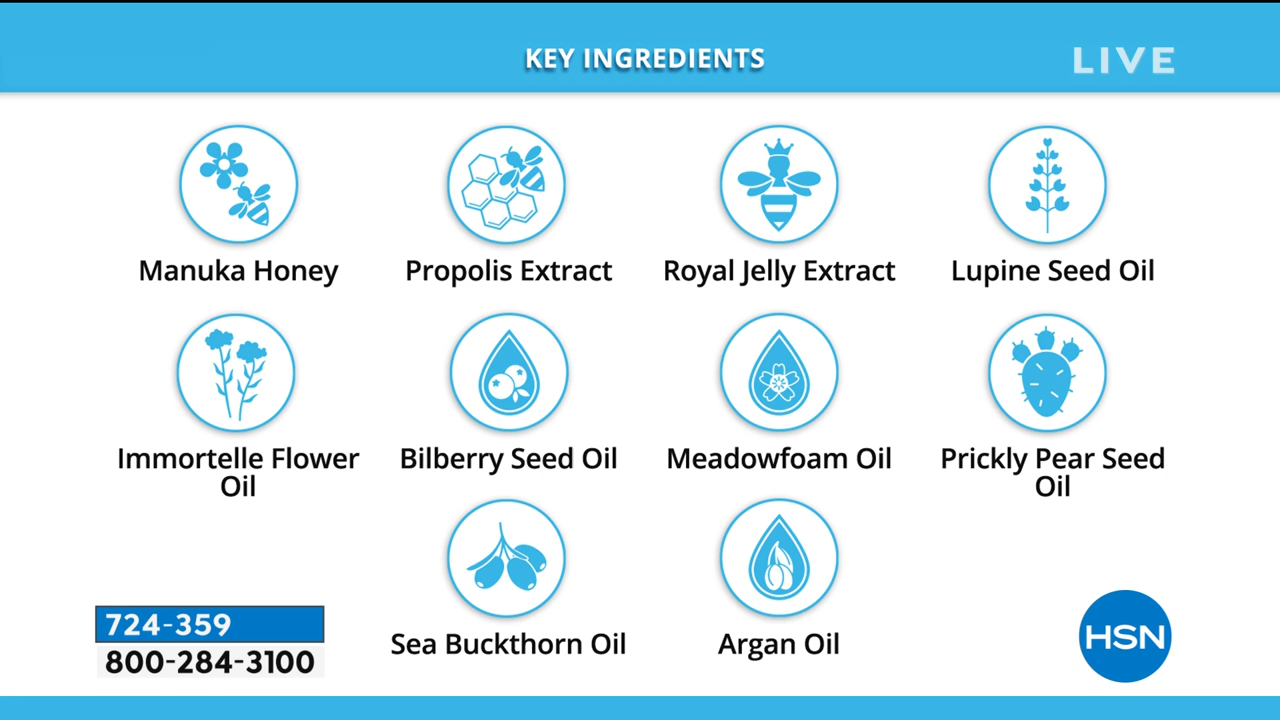 KEY INGREDIENTS
LIVE
Manuka Honey
Propolis Extract
Royal Jelly Extract
Lupine Seed Oil
Immortelle Flower
Oil
Bilberry Seed Oil
Meadowfoam Oil
Prickly Pear Seed
Oil
Sea Buckthorn Oil
Argan Oil
724-359
800-284-3100
HSN